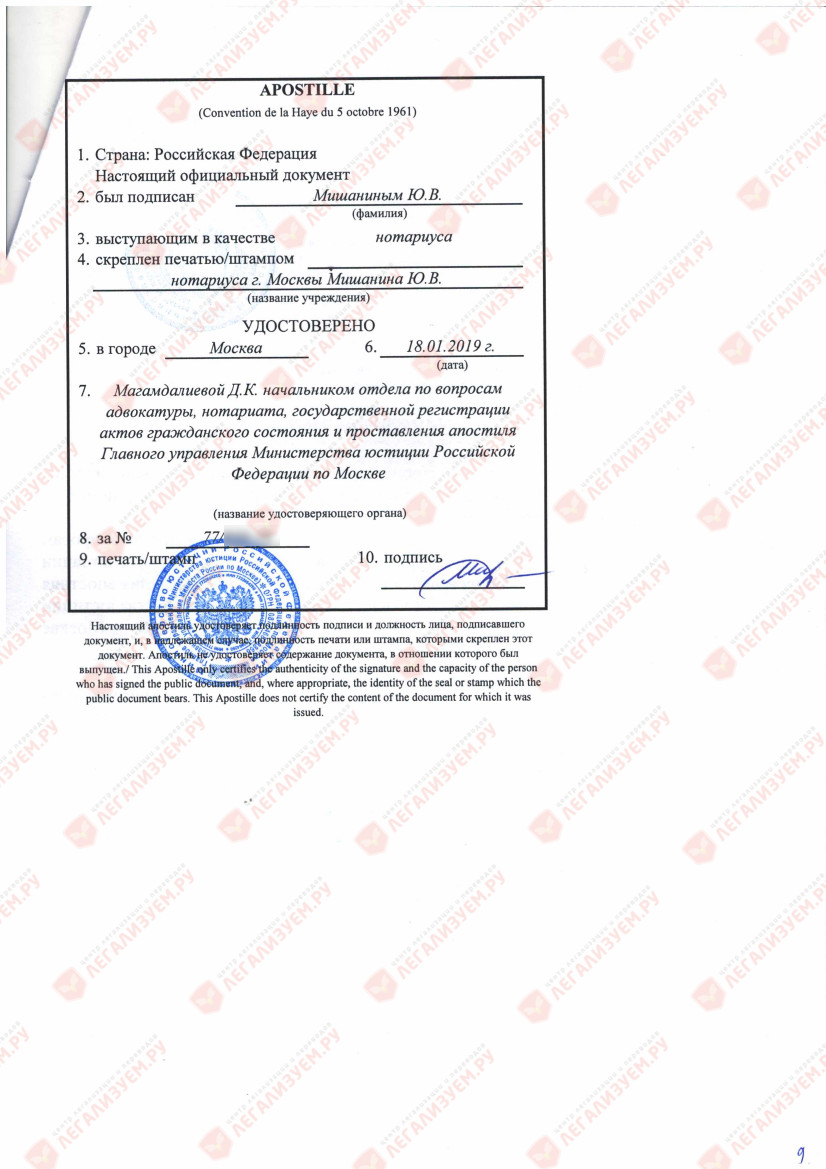 APOSTILLE
(Convention de la Haye du 5 octobre 1961)
1. Страна: Российская Федерация
Настоящий официальный документ
2. был подписан Мишаниным Ю.В.
(фамилия)
3. выступающим в качестве нотариуса
4. скреплен печатью/штампом
нотариуса г. Москвы Мишанина Ю.В.
(название учреждения)
УДОСТОВЕРЕНО
5. в городе Москва 6. 18.01.2019 г.
(дата)
7. Магамдалиевой Д.К. начальником отдела по вопросам
адвокатуры, нотариата, государственной регистрации
актов гражданского состояния и проставления апостиля
Главного управления Министерства юстиции Российской
Федерации по Москве
(название удостоверяющего органа)
8. за № 77/
9. печать/штамп 10. подпись
Настоящий апостиль удостоверяет подлинность подписи и должность лица, подписавшего
документ, и, в надлежащем случае, подлинность печати или штампа, которыми скреплен этот
документ. Апостиль не удостоверяет содержание документа, в отношении которого был
выпущен./ This Apostille only certifies the authenticity of the signature and the capacity of the person
who has signed the public document, and, where appropriate, the identity of the seal or stamp which the
public document bears. This Apostille does not certify the content of the document for which it was
issued.
ЛЕГАЛИЗУЕМ.РУ
9